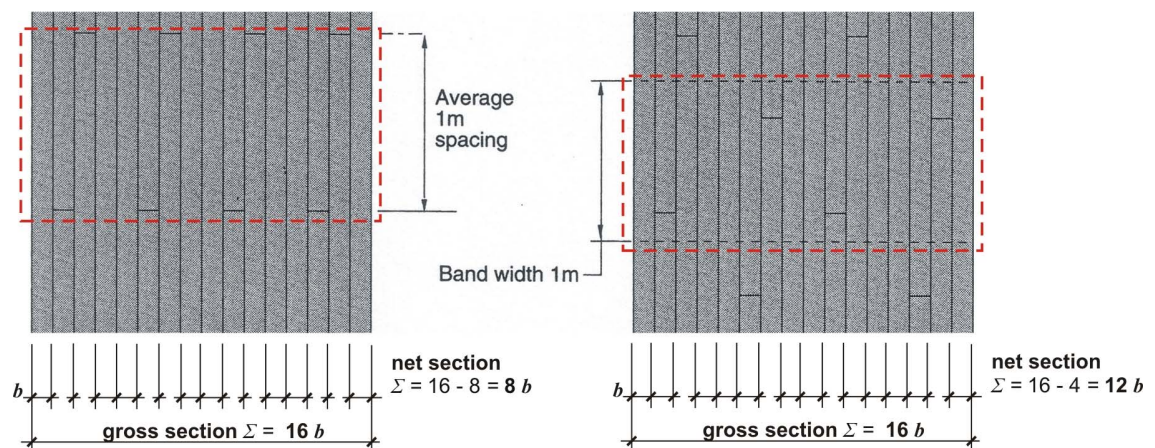 Average
1m
spacing
Band width 1m
b
net section
Σ = 16 - 8 = 8 b
gross section Σ = 16 b
b
net section
Σ = 16 - 4 = 12 b
gross section Σ = 16 b